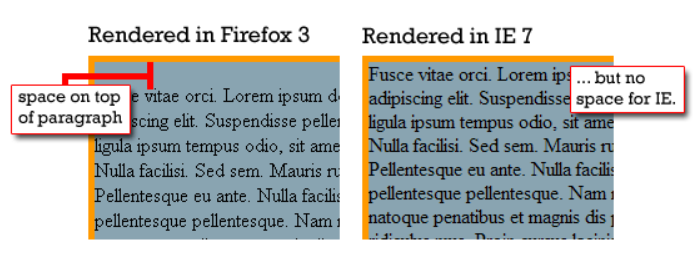 Rendered in Firefox 3
space on top
of paragraph
vitae orci. Lorem ipsum d
scing elit. Suspendisse pelle
ligula ipsum tempus odio, sit ame
Nulla facilisi. Sed sem. Mauris ru
Pellentesque eu ante. Nulla facilis
pellentesque pellentesque. Nam
Rendered in IE 7
... but no
space for IE.
Fusce vitae orci. Lorem ips
adipiscing elit. Suspendisse
ligula ipsum tempus odio, sit ame
Nulla facilisi. Sed sem. Mauris ru
Pellentesque eu ante. Nulla facilis
pellentesque pellentesque. Nam
natoque penatibus et magnis dis